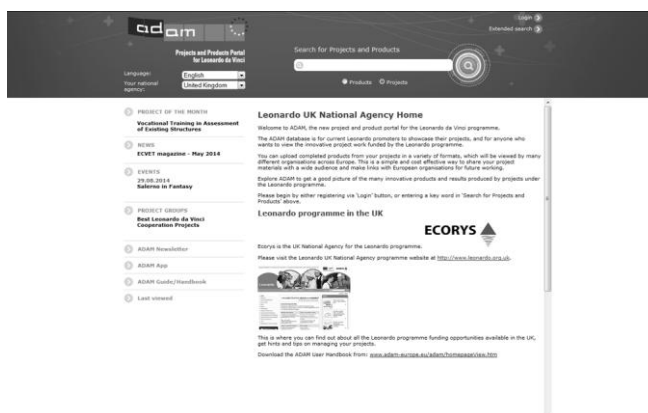 adam
Login
Extended search
Projects and Products Portal
for Leonardo da Vinci
Search for Projects and Products
Language:
English
Your national
agency:
United Kingdom
Products
Projects
PROJECT OF THE MONTH
Vocational Training in Assessment
of Existing Structures
NEWS
ECVET magazine - May 2014
EVENTS
29.08.2014
Salerno in Fantasy
PROJECT GROUPS
Best Leonardo da Vinci
Cooperation Projects
ADAM Newsletter
ADAM App
ADAM Guide/Handbook
Last viewed
Leonardo UK National Agency Home
Welcome to ADAM, the new project and product portal for the Leonardo da Vinci programme.
The ADAM database is for current Leonardo promoters to showcase their projects, and for anyone who
wants to view the innovative project work funded by the Leonardo programme.
You can upload completed products from your projects in a variety of formats, which will be viewed by many
different organisations across Europe. This is a simple and cost effective way to share your project
materials with a wide audience and make links with European organisations for future working.
Explore ADAM to get a good picture of the many innovative products and results produced by projects under
the Leonardo programme.
Please begin by either registering via 'Login' button, or entering a key word in 'Search for Projects and
Products' above.
Leonardo programme in the UK
ECORYS
Ecorys is the UK National Agency for the Leonardo programme.
Please visit the Leonardo UK National Agency programme website at http://www.leonardo.org.uk.
This is where you can find out about all the Leonardo programme funding opportunities available in the UK,
get hints and tips on managing your projects.
Download the ADAM User Handbook from: www.adam-europe.eu/adam/homepageView.htm